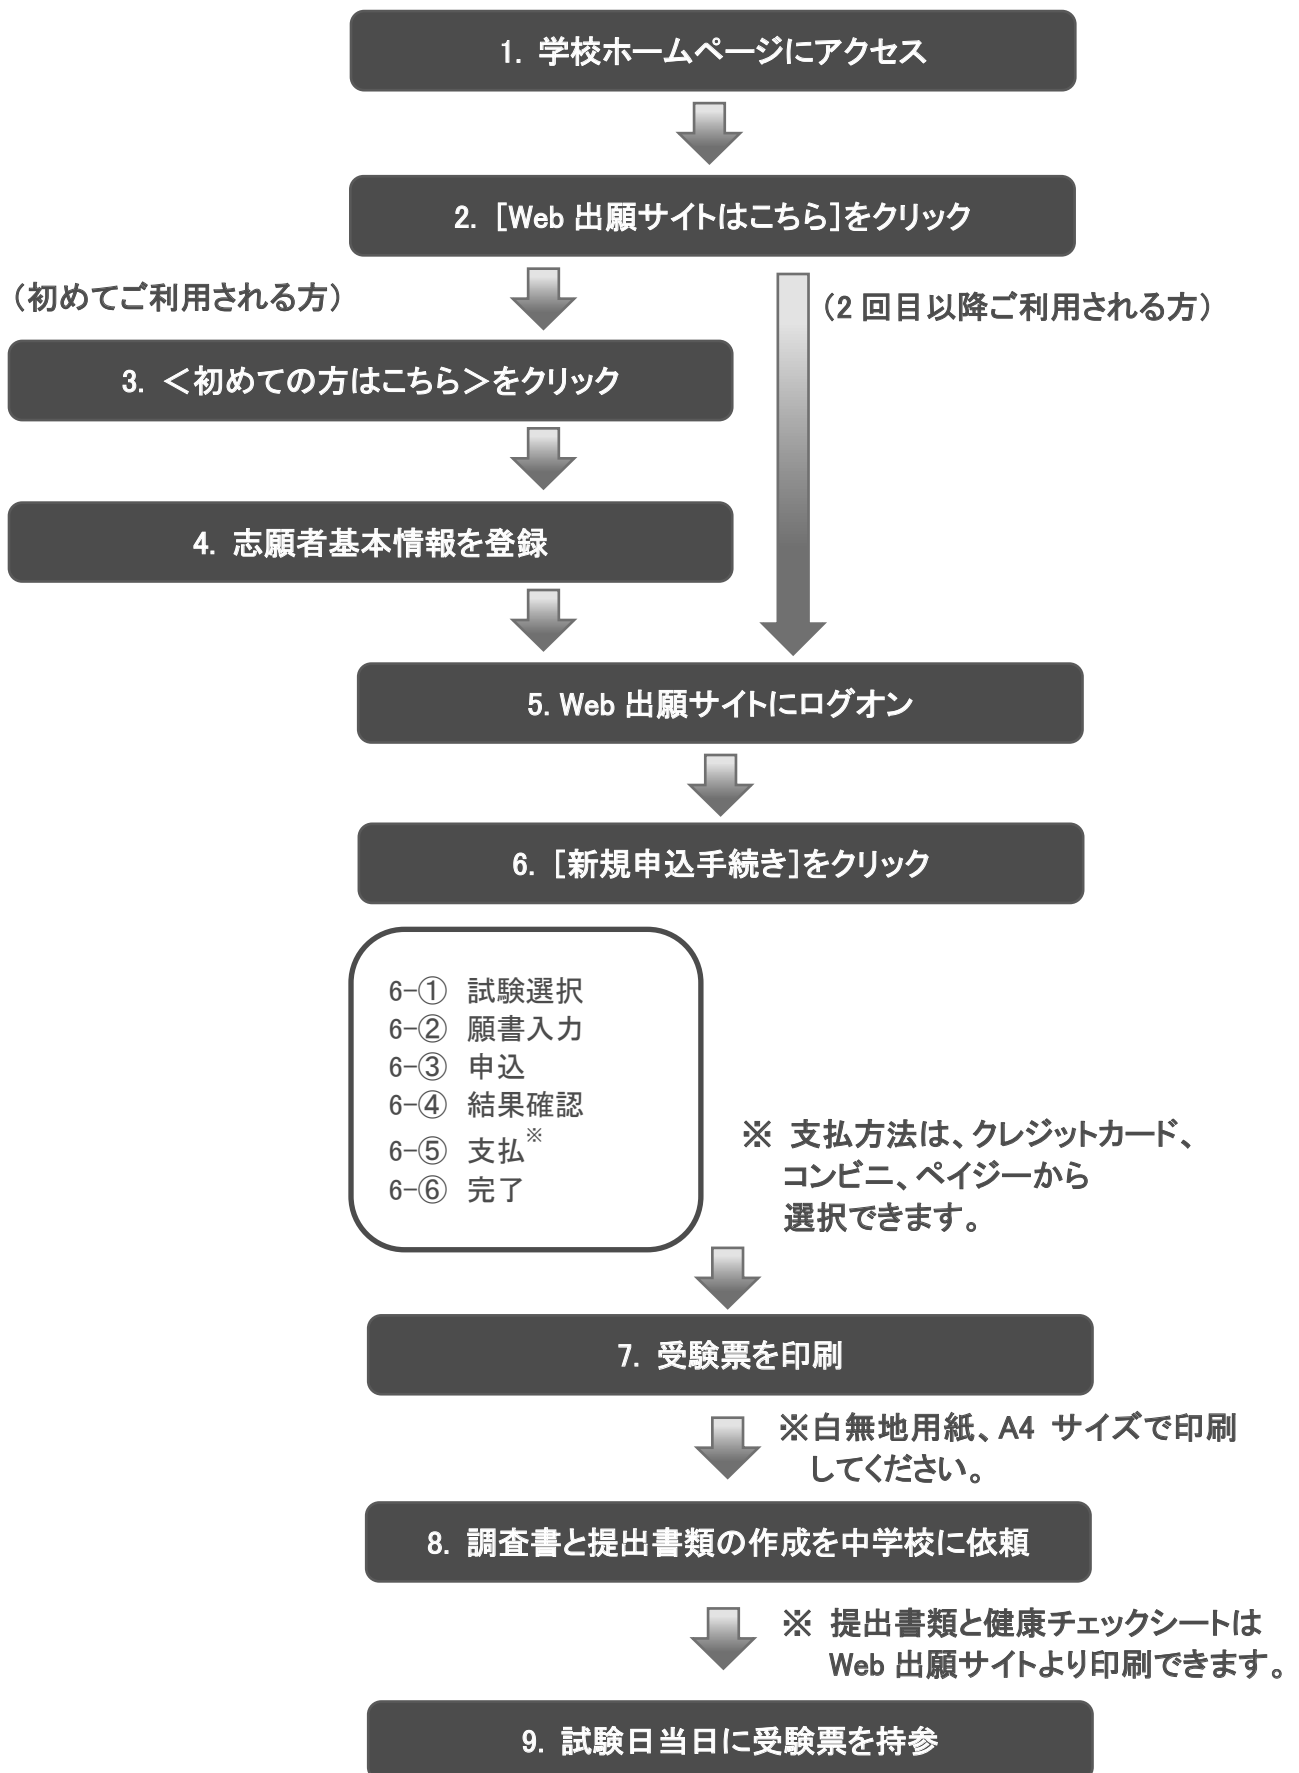 1. 学校ホームページにアクセス
2. [Web 出願サイトはこちら]をクリック
（初めてご利用される方）
（2 回目以降ご利用される方）
3. ＜初めての方はこちら＞をクリック
4. 志願者基本情報を登録
5. Web 出願サイトにログオン
6. [新規申込手続き]をクリック
6-① 試験選択
6-② 願書入力
6-③ 申込
6-④ 結果確認
6-⑤ 支払※
6-⑥ 完了
※ 支払方法は、クレジットカード、
コンビニ、ペイジーから
選択できます。
7. 受験票を印刷
※白無地用紙、A4 サイズで印刷
してください。
8. 調査書と提出書類の作成を中学校に依頼
※ 提出書類と健康チェックシートは
Web 出願サイトより印刷できます。
9. 試験日当日に受験票を持参